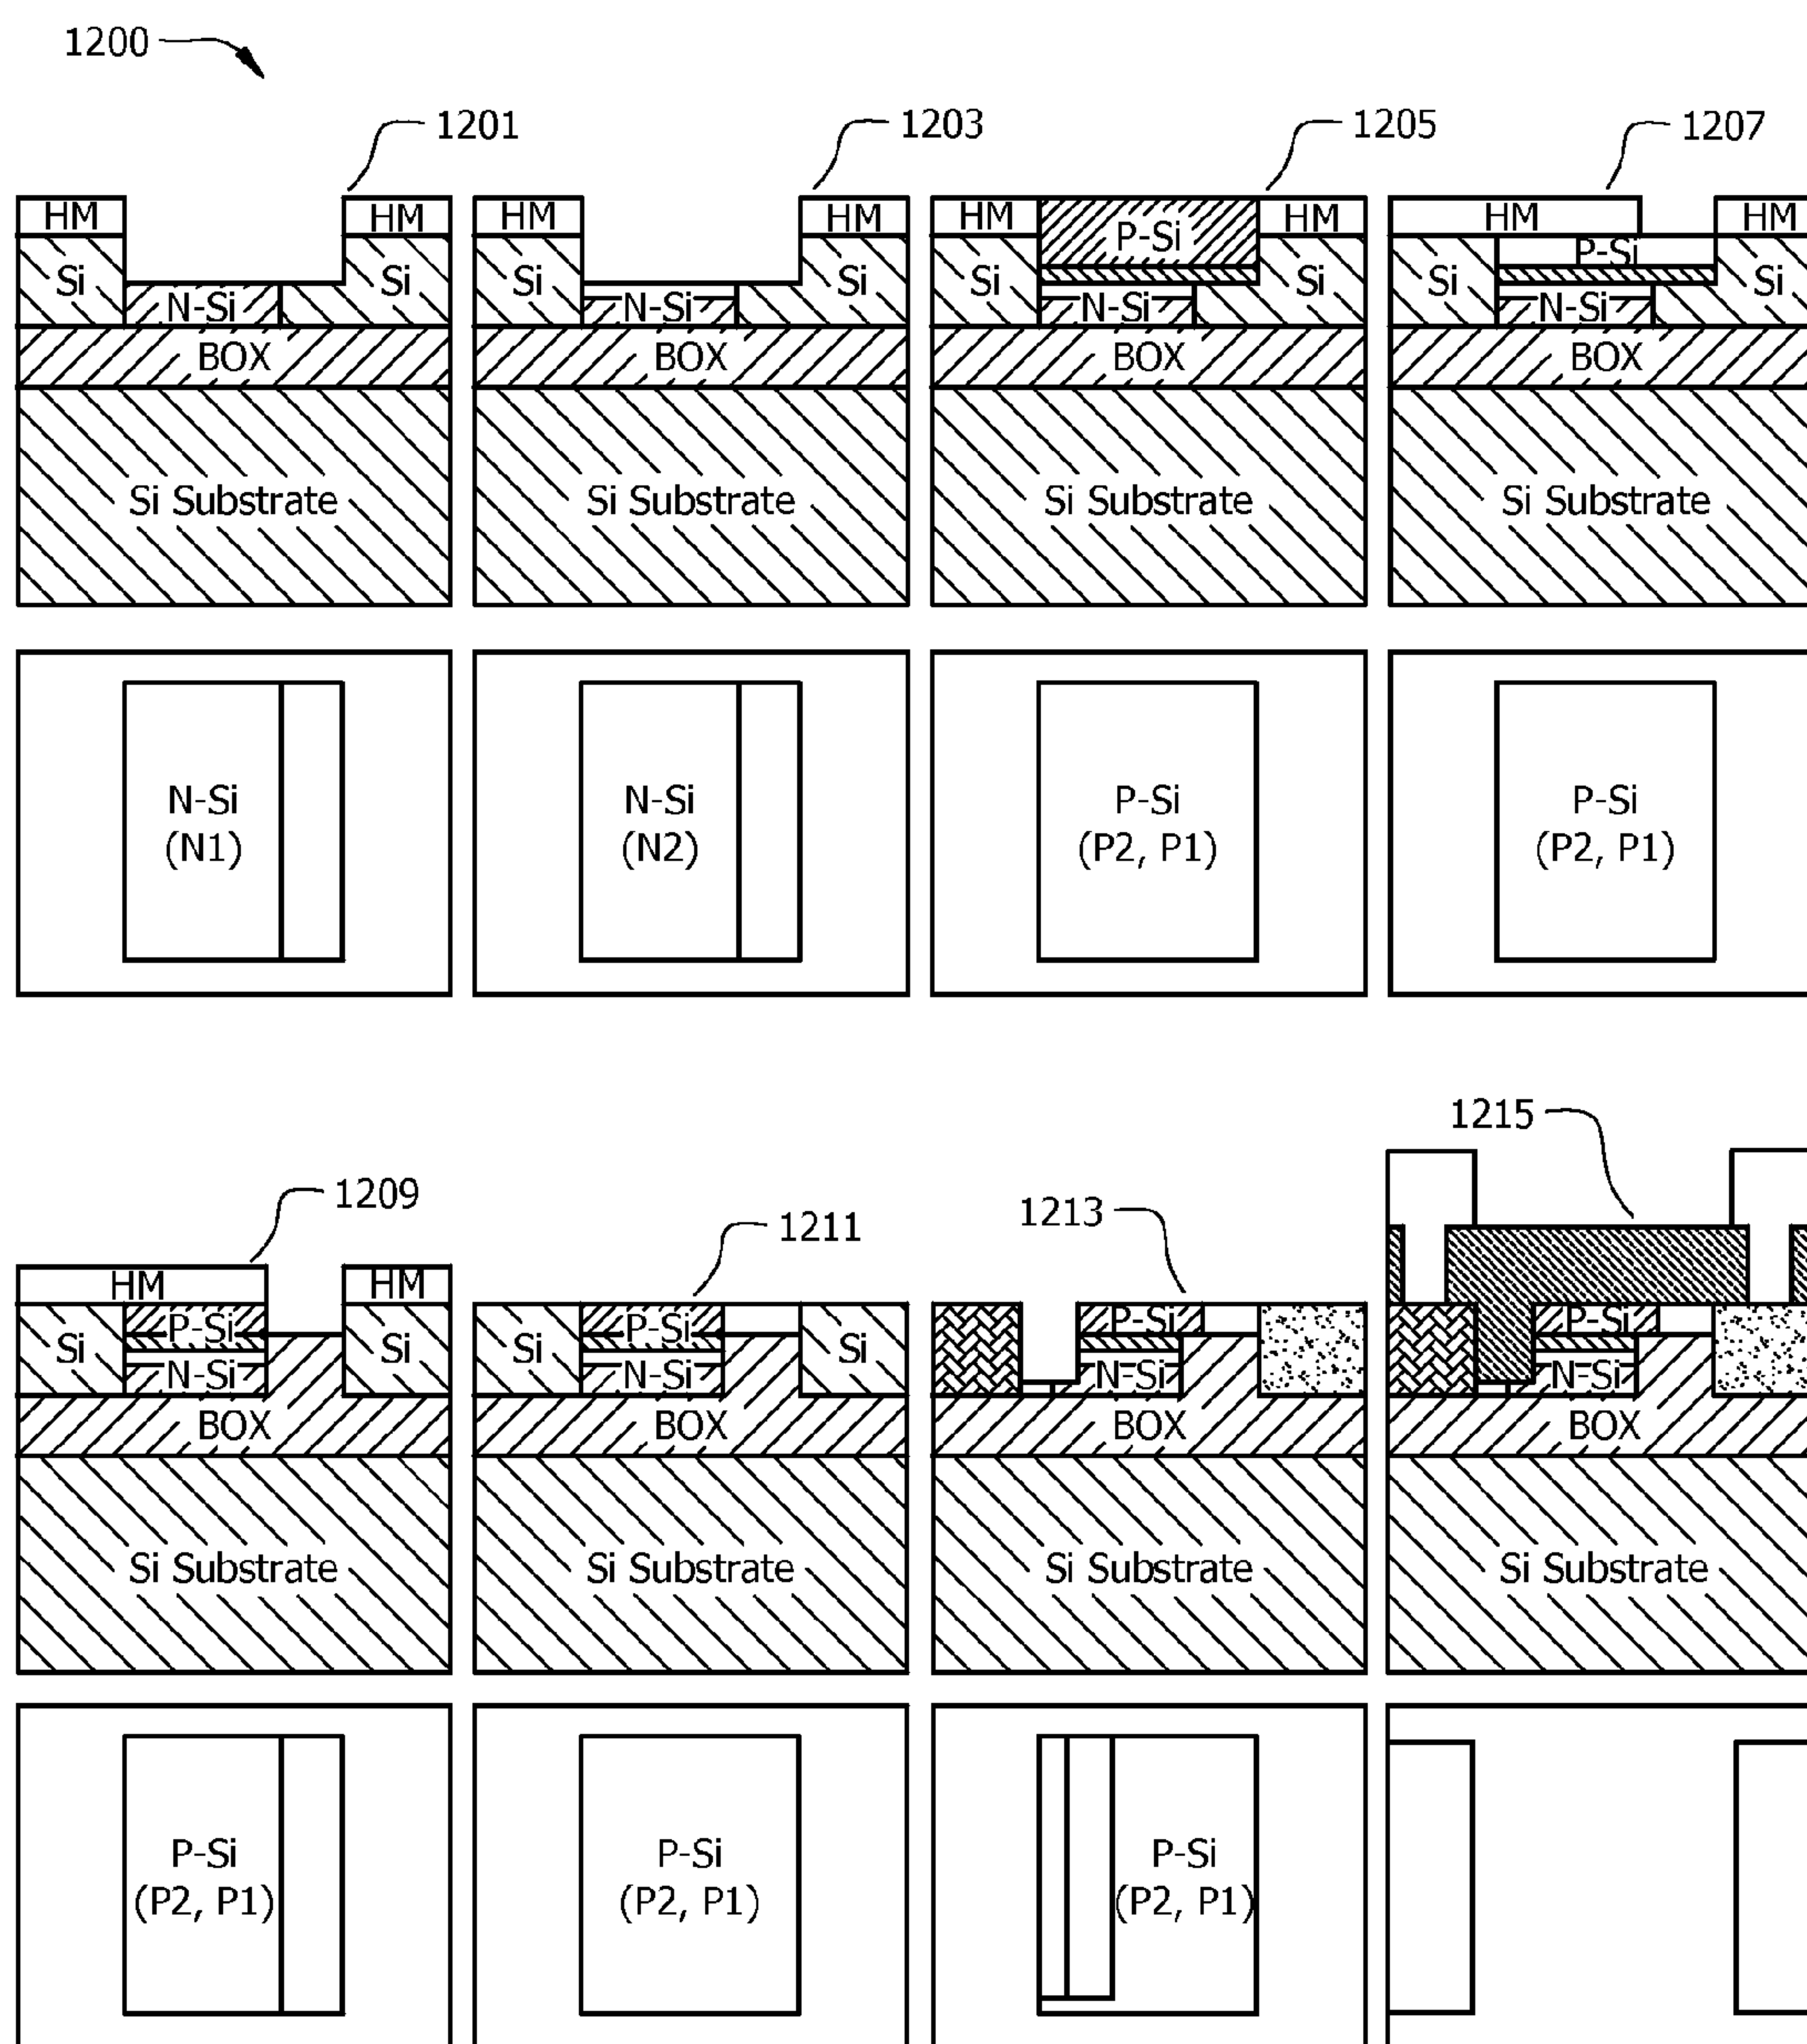 1200
1201
1203
1205
1207
HM HM HM HM HM P-Si HM HM HM
Si N-Si Si Si N-Si Si Si N-Si Si Si P-Si N-Si Si
BOX BOX BOX BOX
Si Substrate Si Substrate Si Substrate Si Substrate
N-Si N-Si P-Si P-Si
(N1) (N2) (P2, P1) (P2, P1)
1215
1209
1211
1213
HM HM
P-Si P-Si P-Si P-Si
Si N-Si Si Si N-Si Si N-Si N-Si
BOX BOX BOX BOX
Si Substrate Si Substrate Si Substrate Si Substrate
P-Si P-Si P-Si
(P2, P1) (P2, P1) (P2, P1)